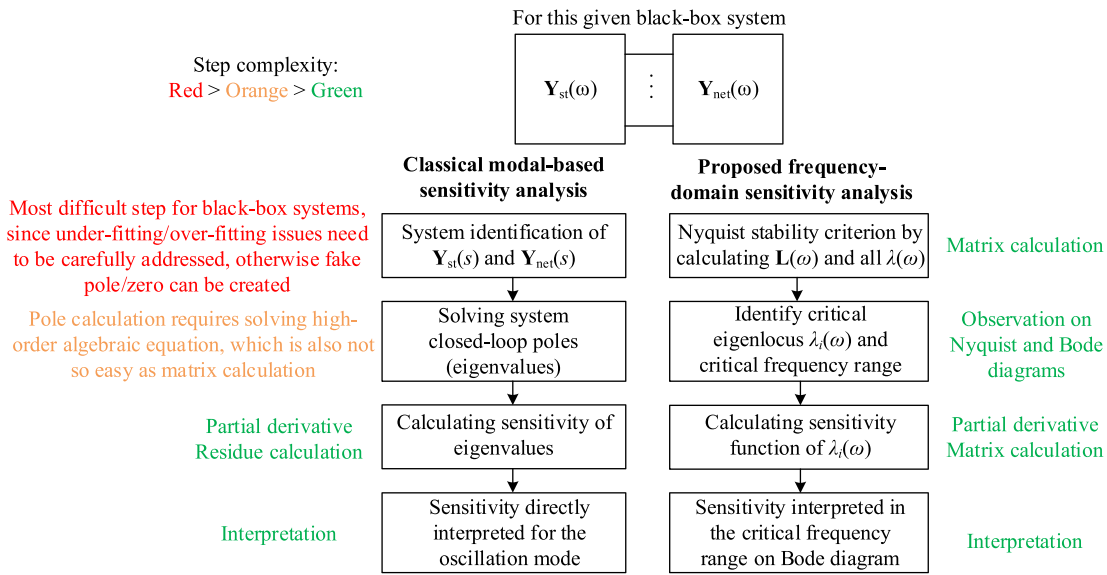 For this given black-box system
Step complexity:
Red > Orange > Green
Yst(ω)
⋮
Ynet(ω)
Classical modal-based
sensitivity analysis
Proposed frequency-
domain sensitivity analysis
Most difficult step for black-box systems,
since under-fitting/over-fitting issues need
to be carefully addressed, otherwise fake
pole/zero can be created
System identification of
Yst(s) and Ynet(s)
Nyquist stability criterion by
calculating L(ω) and all λ(ω)
Matrix calculation
Pole calculation requires solving high-
order algebraic equation, which is also not
so easy as matrix calculation
Solving system
closed-loop poles
(eigenvalues)
Identify critical
eigenlocus λi(ω) and
critical frequency range
Observation on
Nyquist and Bode
diagrams
Partial derivative
Residue calculation
Calculating sensitivity of
eigenvalues
Calculating sensitivity
function of λi(ω)
Partial derivative
Matrix calculation
Interpretation
Sensitivity directly
interpreted for the
oscillation mode
Sensitivity interpreted in
the critical frequency
range on Bode diagram
Interpretation